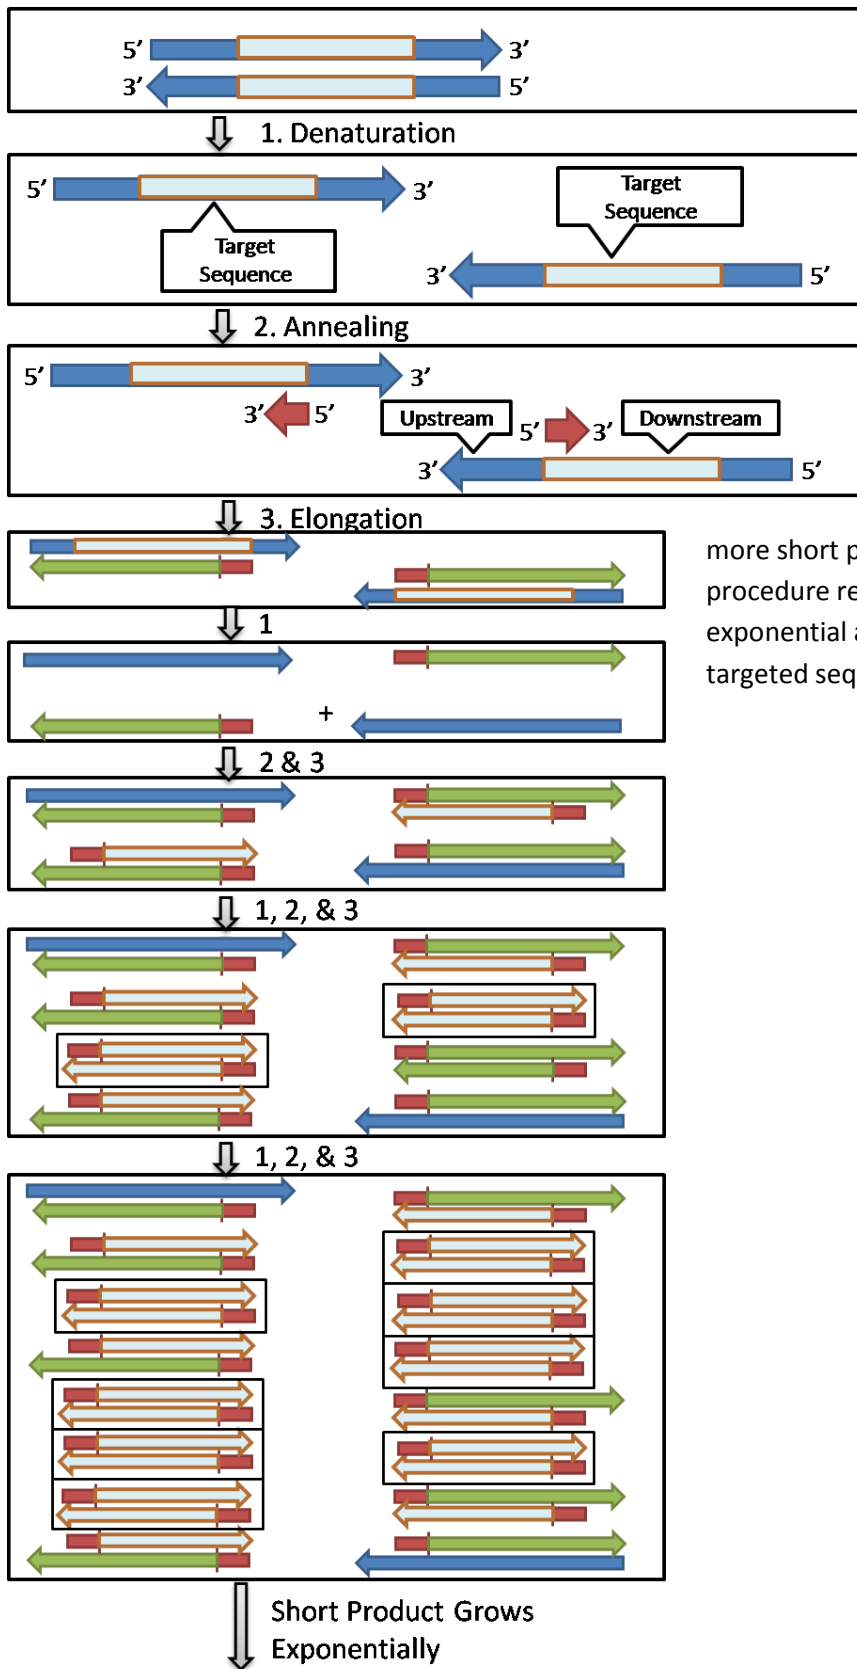 5’ 3’
3’ 5’
1. Denaturation
5’ 3’
Target
Sequence
Target
Sequence
3’ 5’
2. Annealing
5’ 3’
3’ 5’
Upstream 5’ 3’ Downstream
3’ 5’
3. Elongation
more short
procedure
exponential
targeted
1
+
2 & 3
1, 2, & 3
1, 2, & 3
Short Product Grows
Exponentially